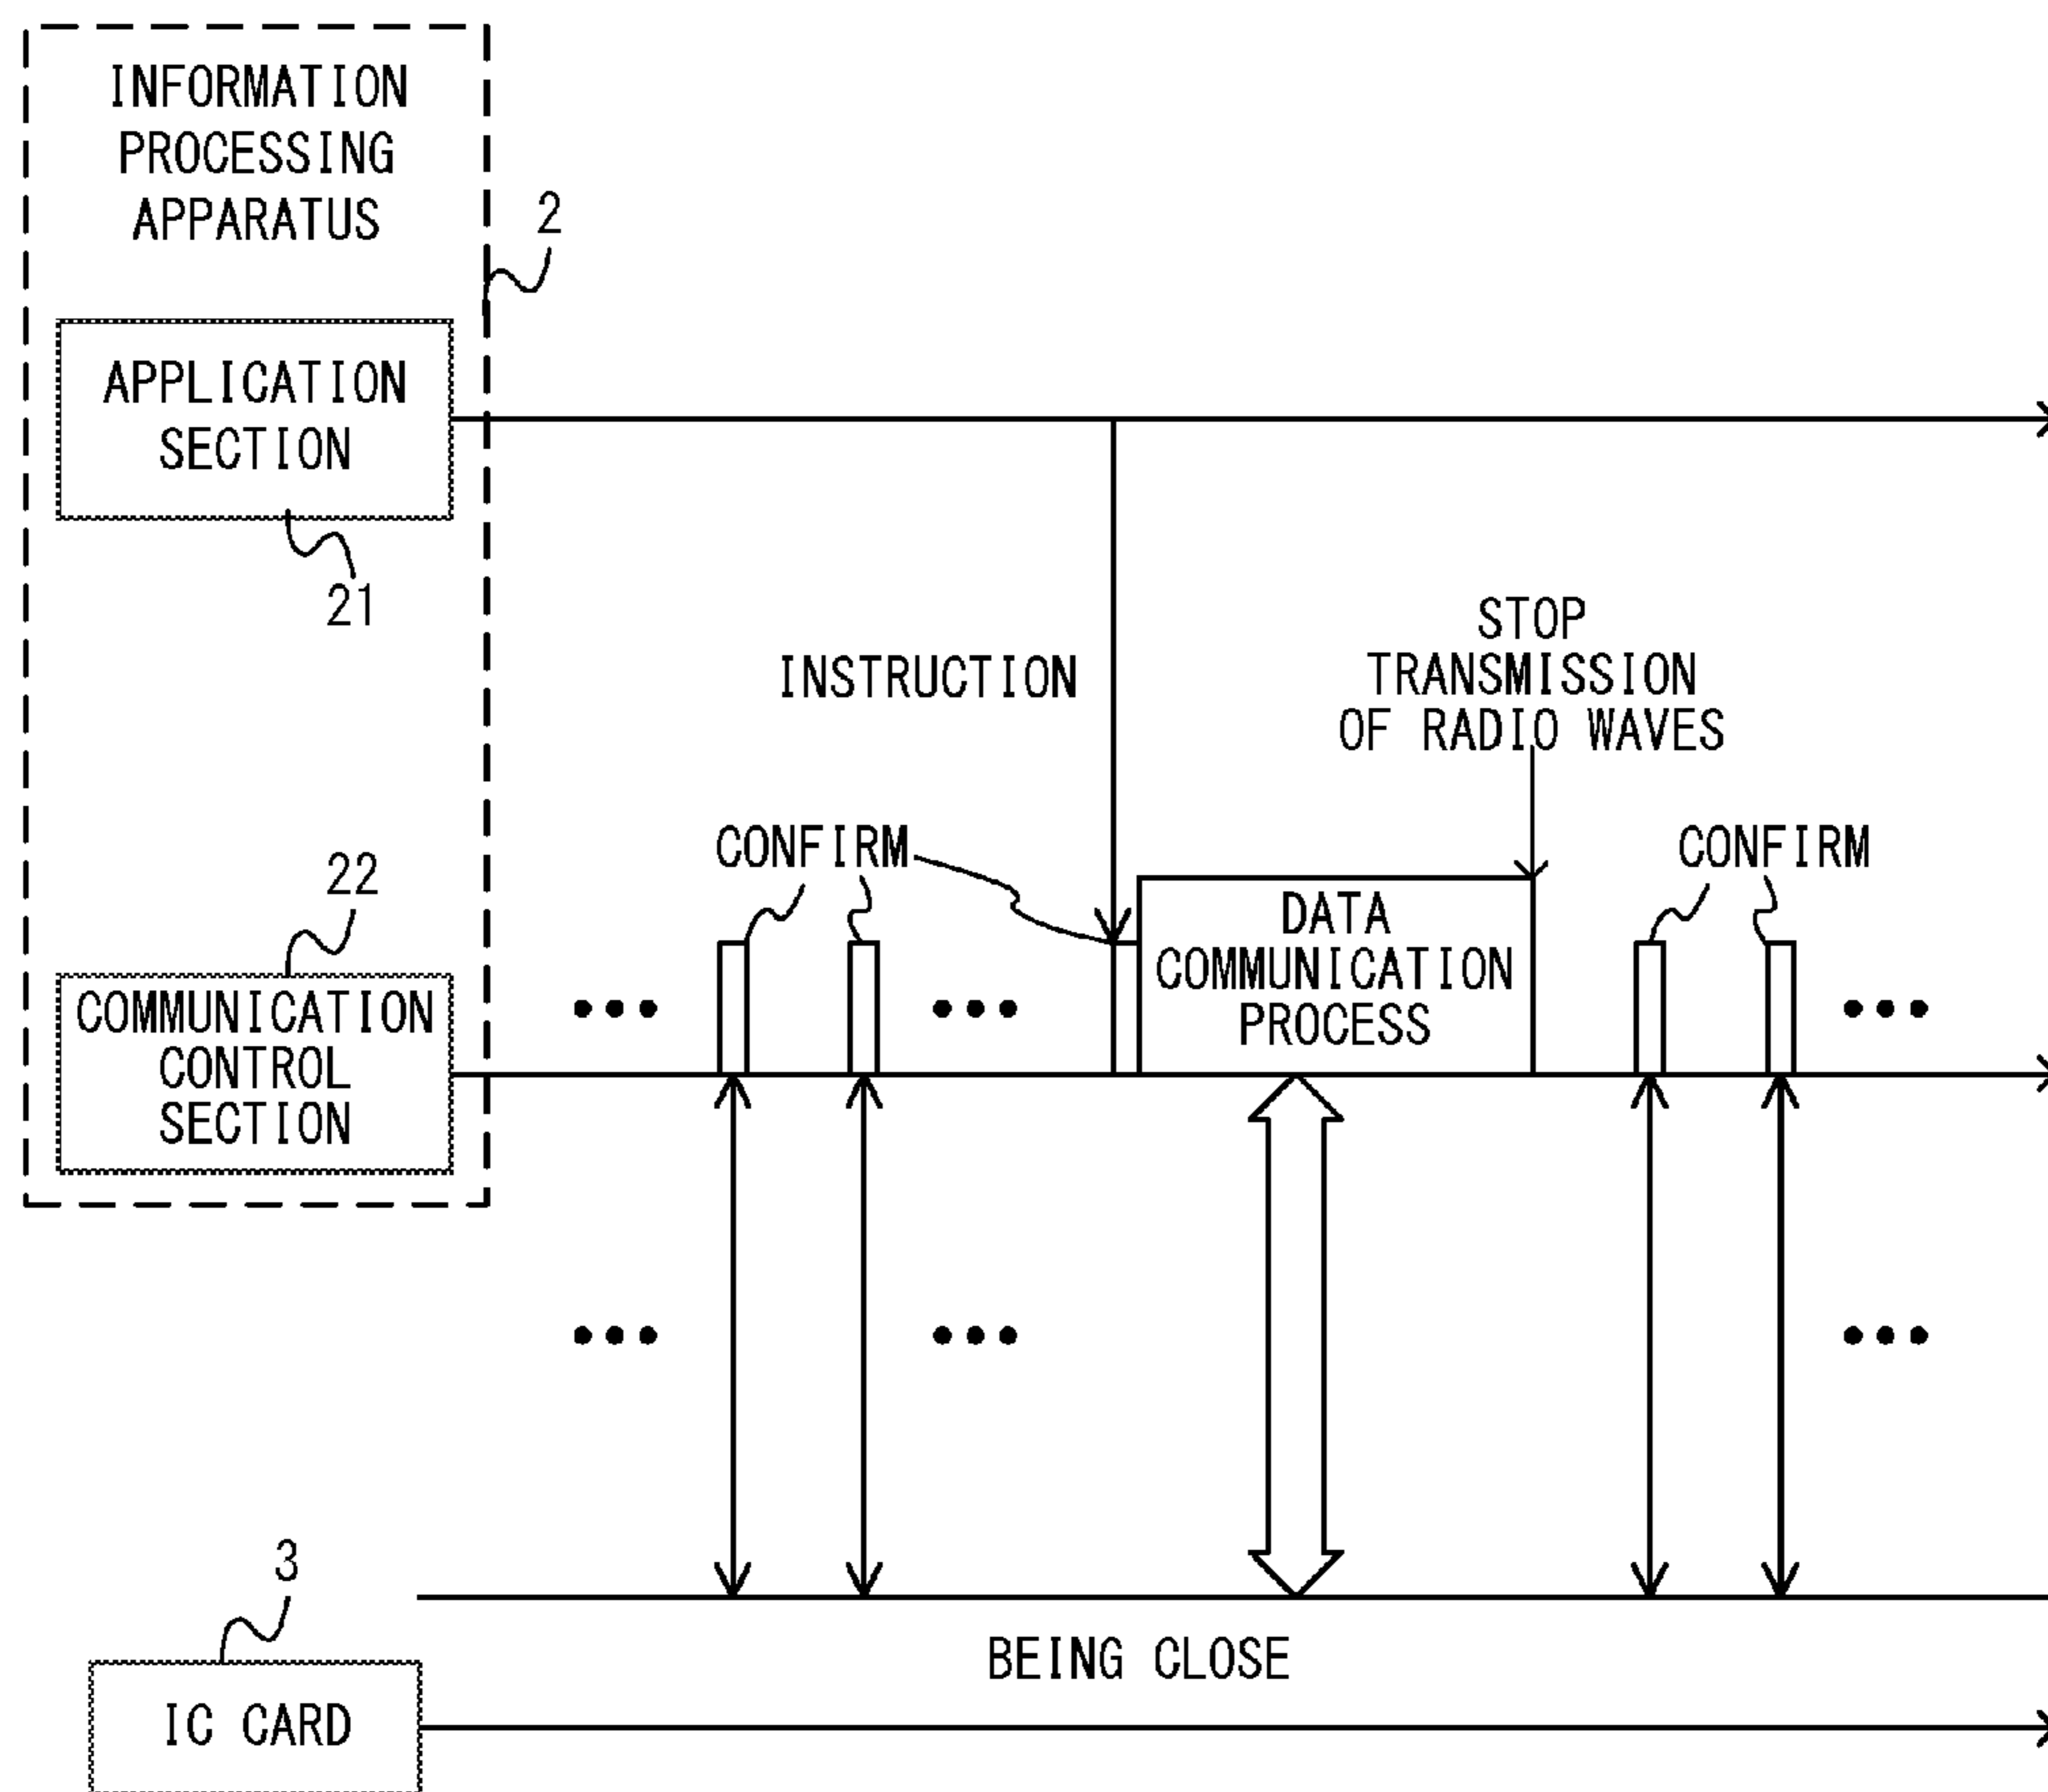 INFORMATION
PROCESSING
APPARATUS
2
APPLICATION
SECTION
21
INSTRUCTION
STOP
TRANSMISSION
OF RADIO WAVES
CONFIRM
CONFIRM
22
COMMUNICATION
CONTROL
SECTION
DATA
COMMUNICATION
PROCESS
3
BEING CLOSE
IC CARD